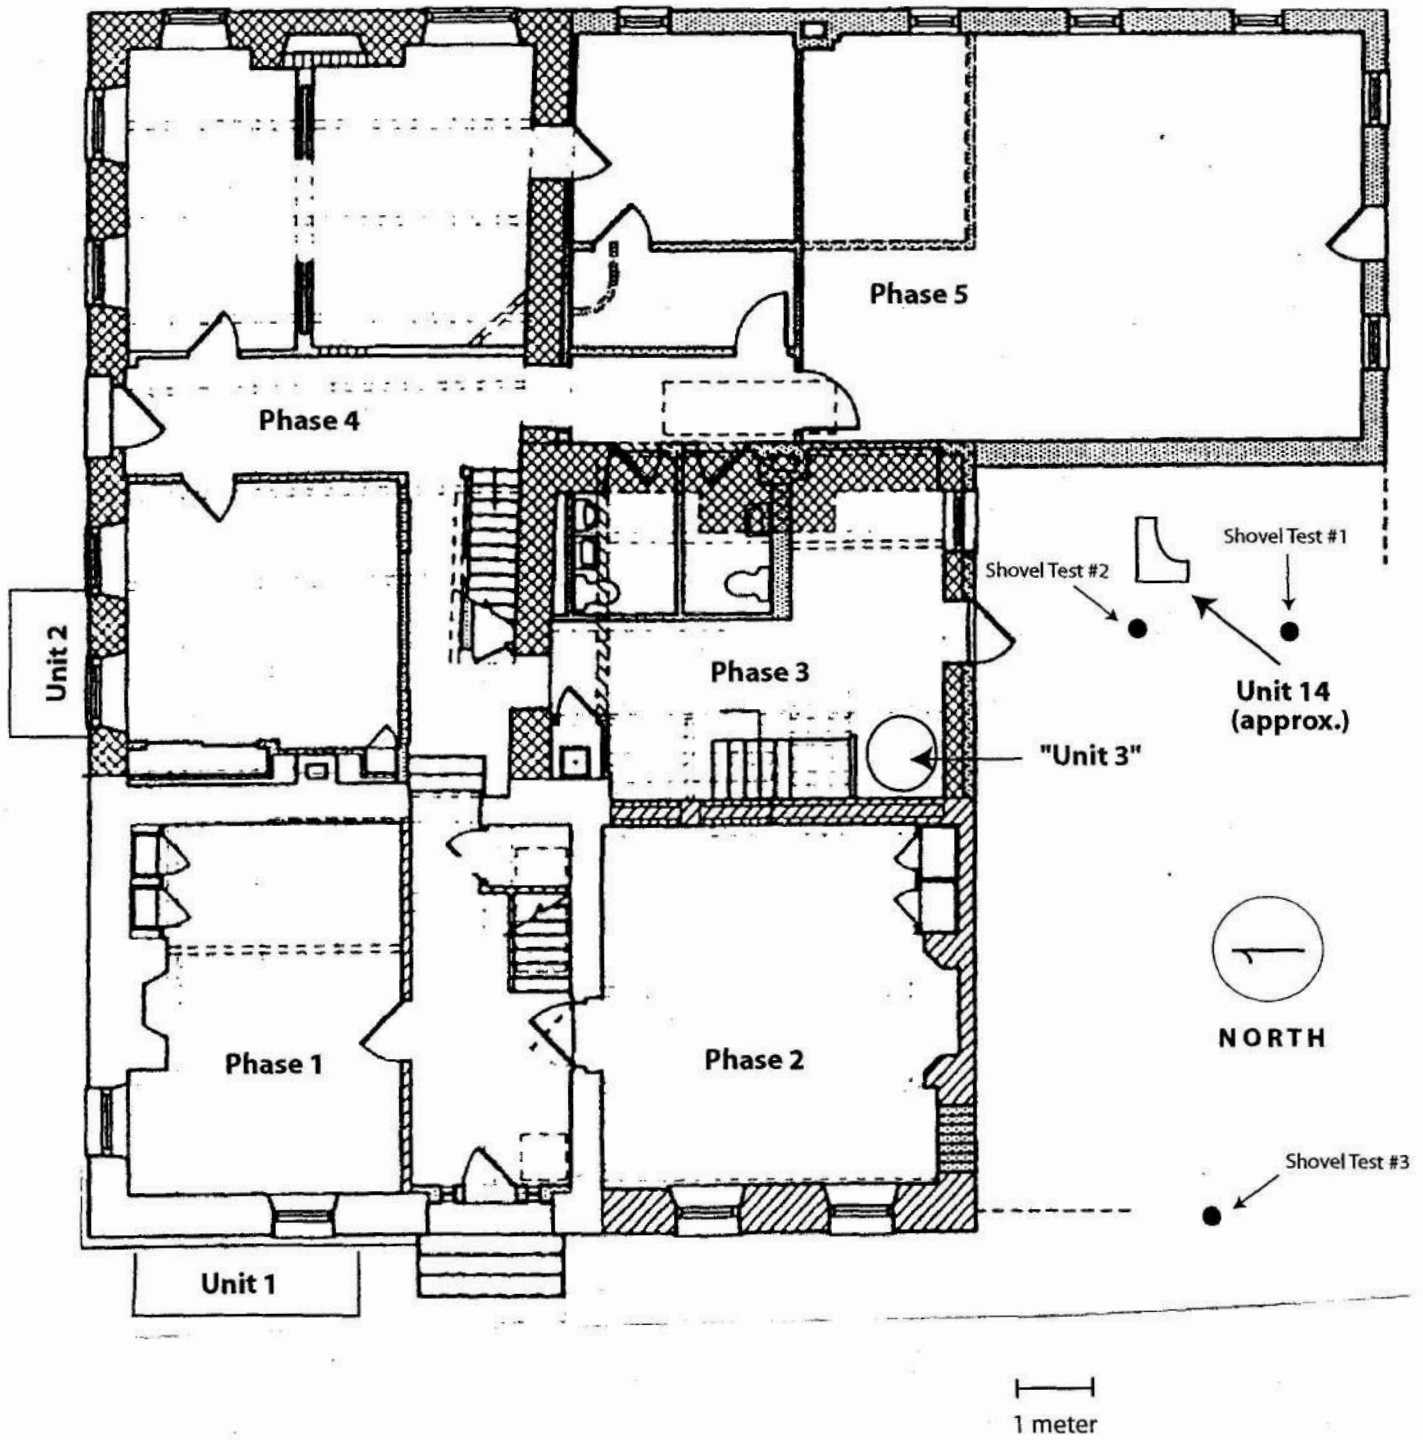 Phase 5
Phase 4
Shovel Test #1
Shovel Test #2
Unit 2
Phase 3
Unit 14
(approx.)
"Unit 3"
NORTH
Phase 1
Phase 2
Shovel Test #3
Unit 1
1 meter